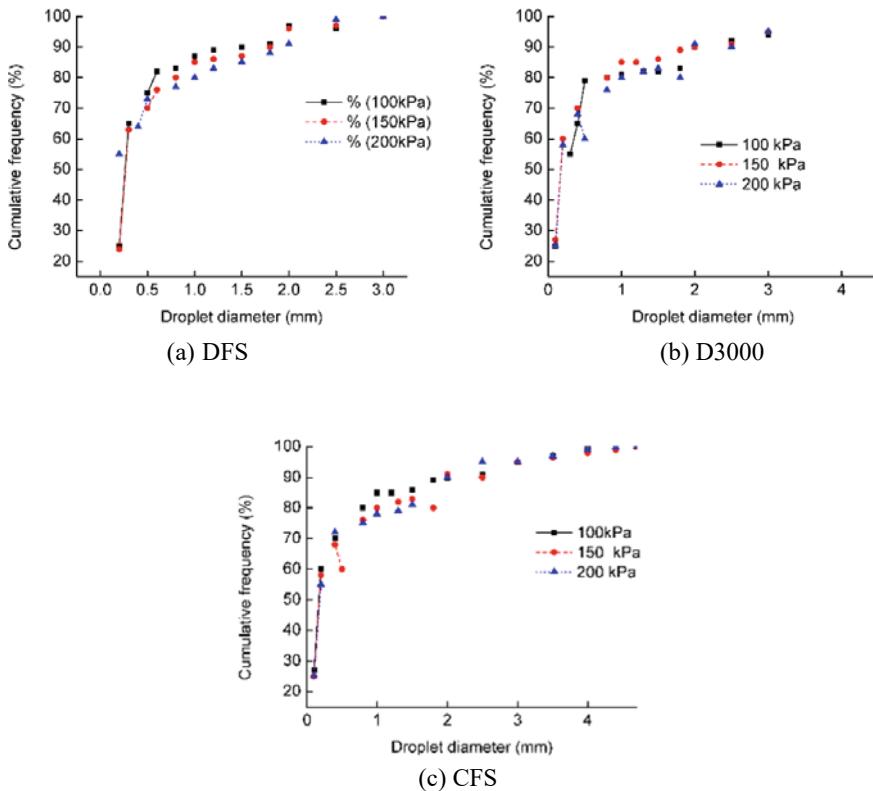 100
90
80
70
60
50
40
30
20
Cumulative frequency (%)
% (100kPa)
% (150kPa)
% (200kPa)
0.0 0.5 1.0 1.5 2.0 2.5 3.0
Droplet diameter (mm)
(a) DFS
100
90
80
70
60
50
40
30
20
Cumulative frequency (%)
100 kPa
150 kPa
200 kPa
0 1 2 3 4
Droplet diameter (mm)
(b) D3000
100
90
80
70
60
50
40
30
20
Cumulative frequency (%)
100kPa
150 kPa
200 kPa
0 1 2 3 4
Droplet diameter (mm)
(c) CFS